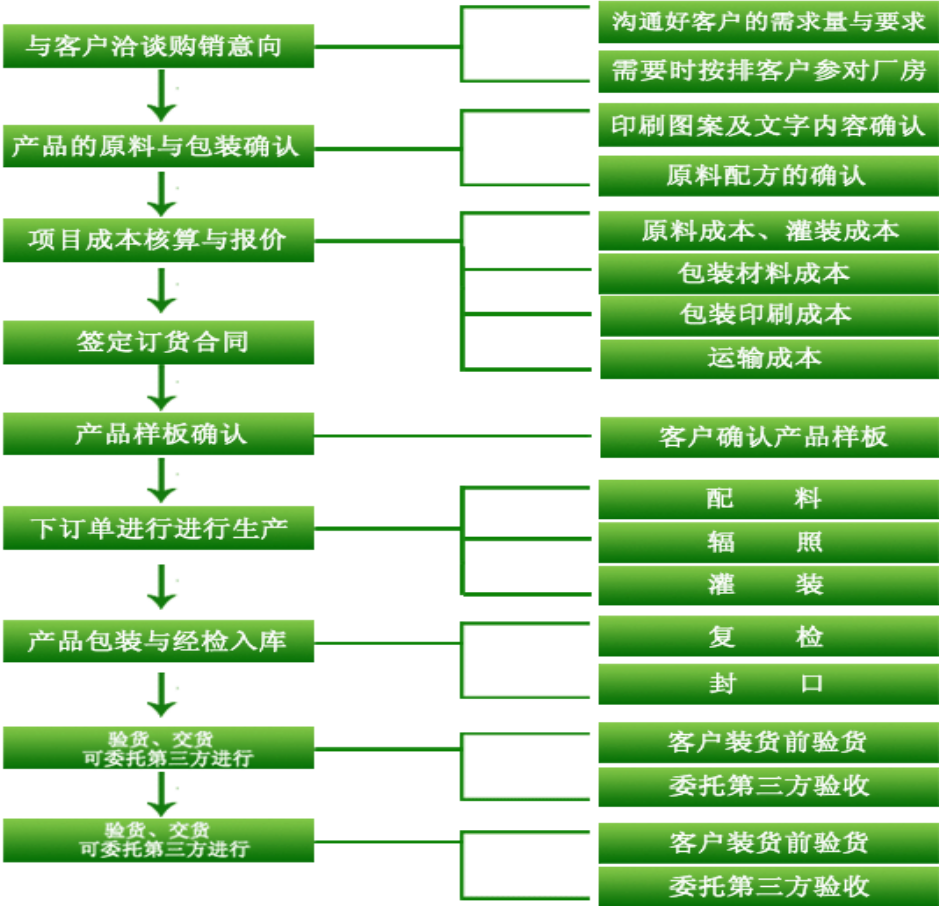 与客户洽谈购销意向
沟通好客户的需求量与要求
需要时按排客户参对厂房
产品的原料与包装确认
印刷图案及文字内容确认
原料配方的确认
项目成本核算与报价
原料成本、灌装成本
包装材料成本
包装印刷成本
运输成本
签定订货合同
产品样板确认
客户确认产品样板
下订单进行进行生产
配 料
辐 照
灌 装
产品包装与经检入库
复 检
封 口
验货、交货
可委托第三方进行
客户装货前验货
委托第三方验收
验货、交货
可委托第三方进行
客户装货前验货
委托第三方验收